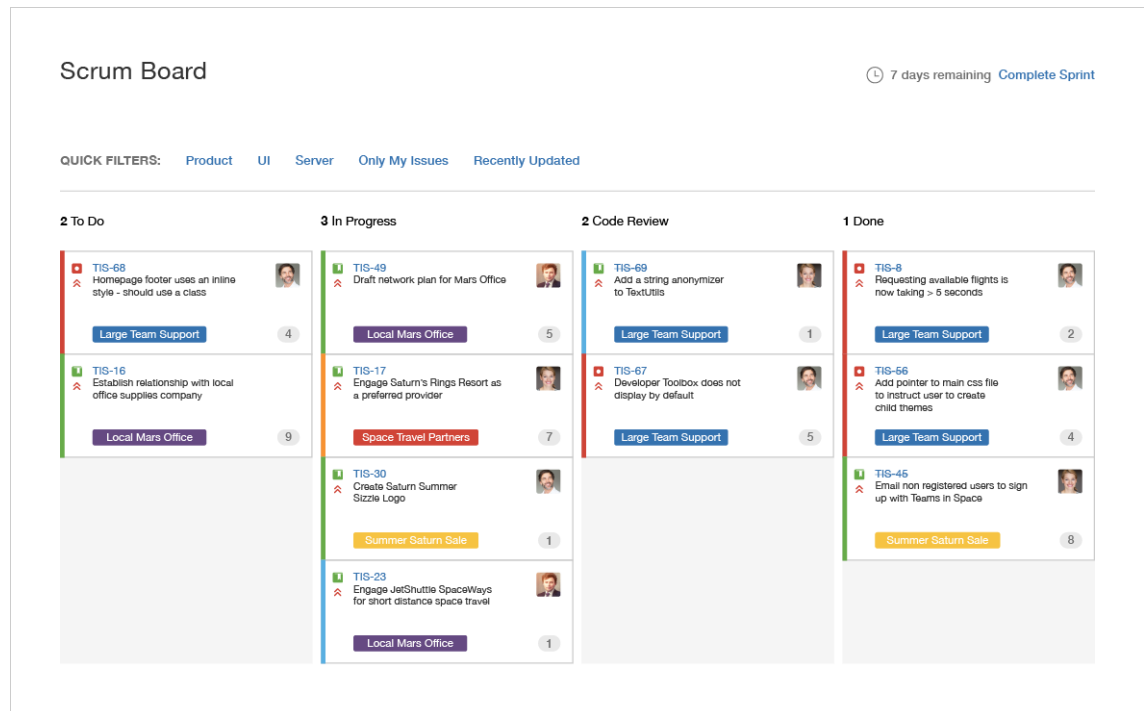 Scrum Board
7 days remaining Complete Sprint
QUICK FILTERS: Product UI Server Only My Issues Recently Updated
2 To Do
TIS-68
Homepage footer uses an inline
style - should use a class
Large Team Support 4
TIS-16
Establish relationship with local
office supplies company
Local Mars Office 9
3 In Progress
TIS-49
Draft network plan for Mars Office
Local Mars Office 5
TIS-17
Engage Saturn's Rings Resort as
a preferred provider
Space Travel Partners 7
TIS-30
Create Saturn Summer
Sizzle Logo
Summer Saturn Sale 1
TIS-23
Engage JetShuttle SpaceWays
for short distance space travel
Local Mars Office 1
2 Code Review
TIS-69
Add a string anonymizer
to TextUtils
Large Team Support 1
TIS-67
Developer Toolbox does not
display by default
Large Team Support 5
1 Done
TIS-8
Requesting available flights is
now taking > 5 seconds
Large Team Support 2
TIS-56
Add pointer to main css file
to instruct user to create
child themes
Large Team Support 4
TIS-45
Email non registered users to sign
up with Teams in Space
Summer Saturn Sale 8